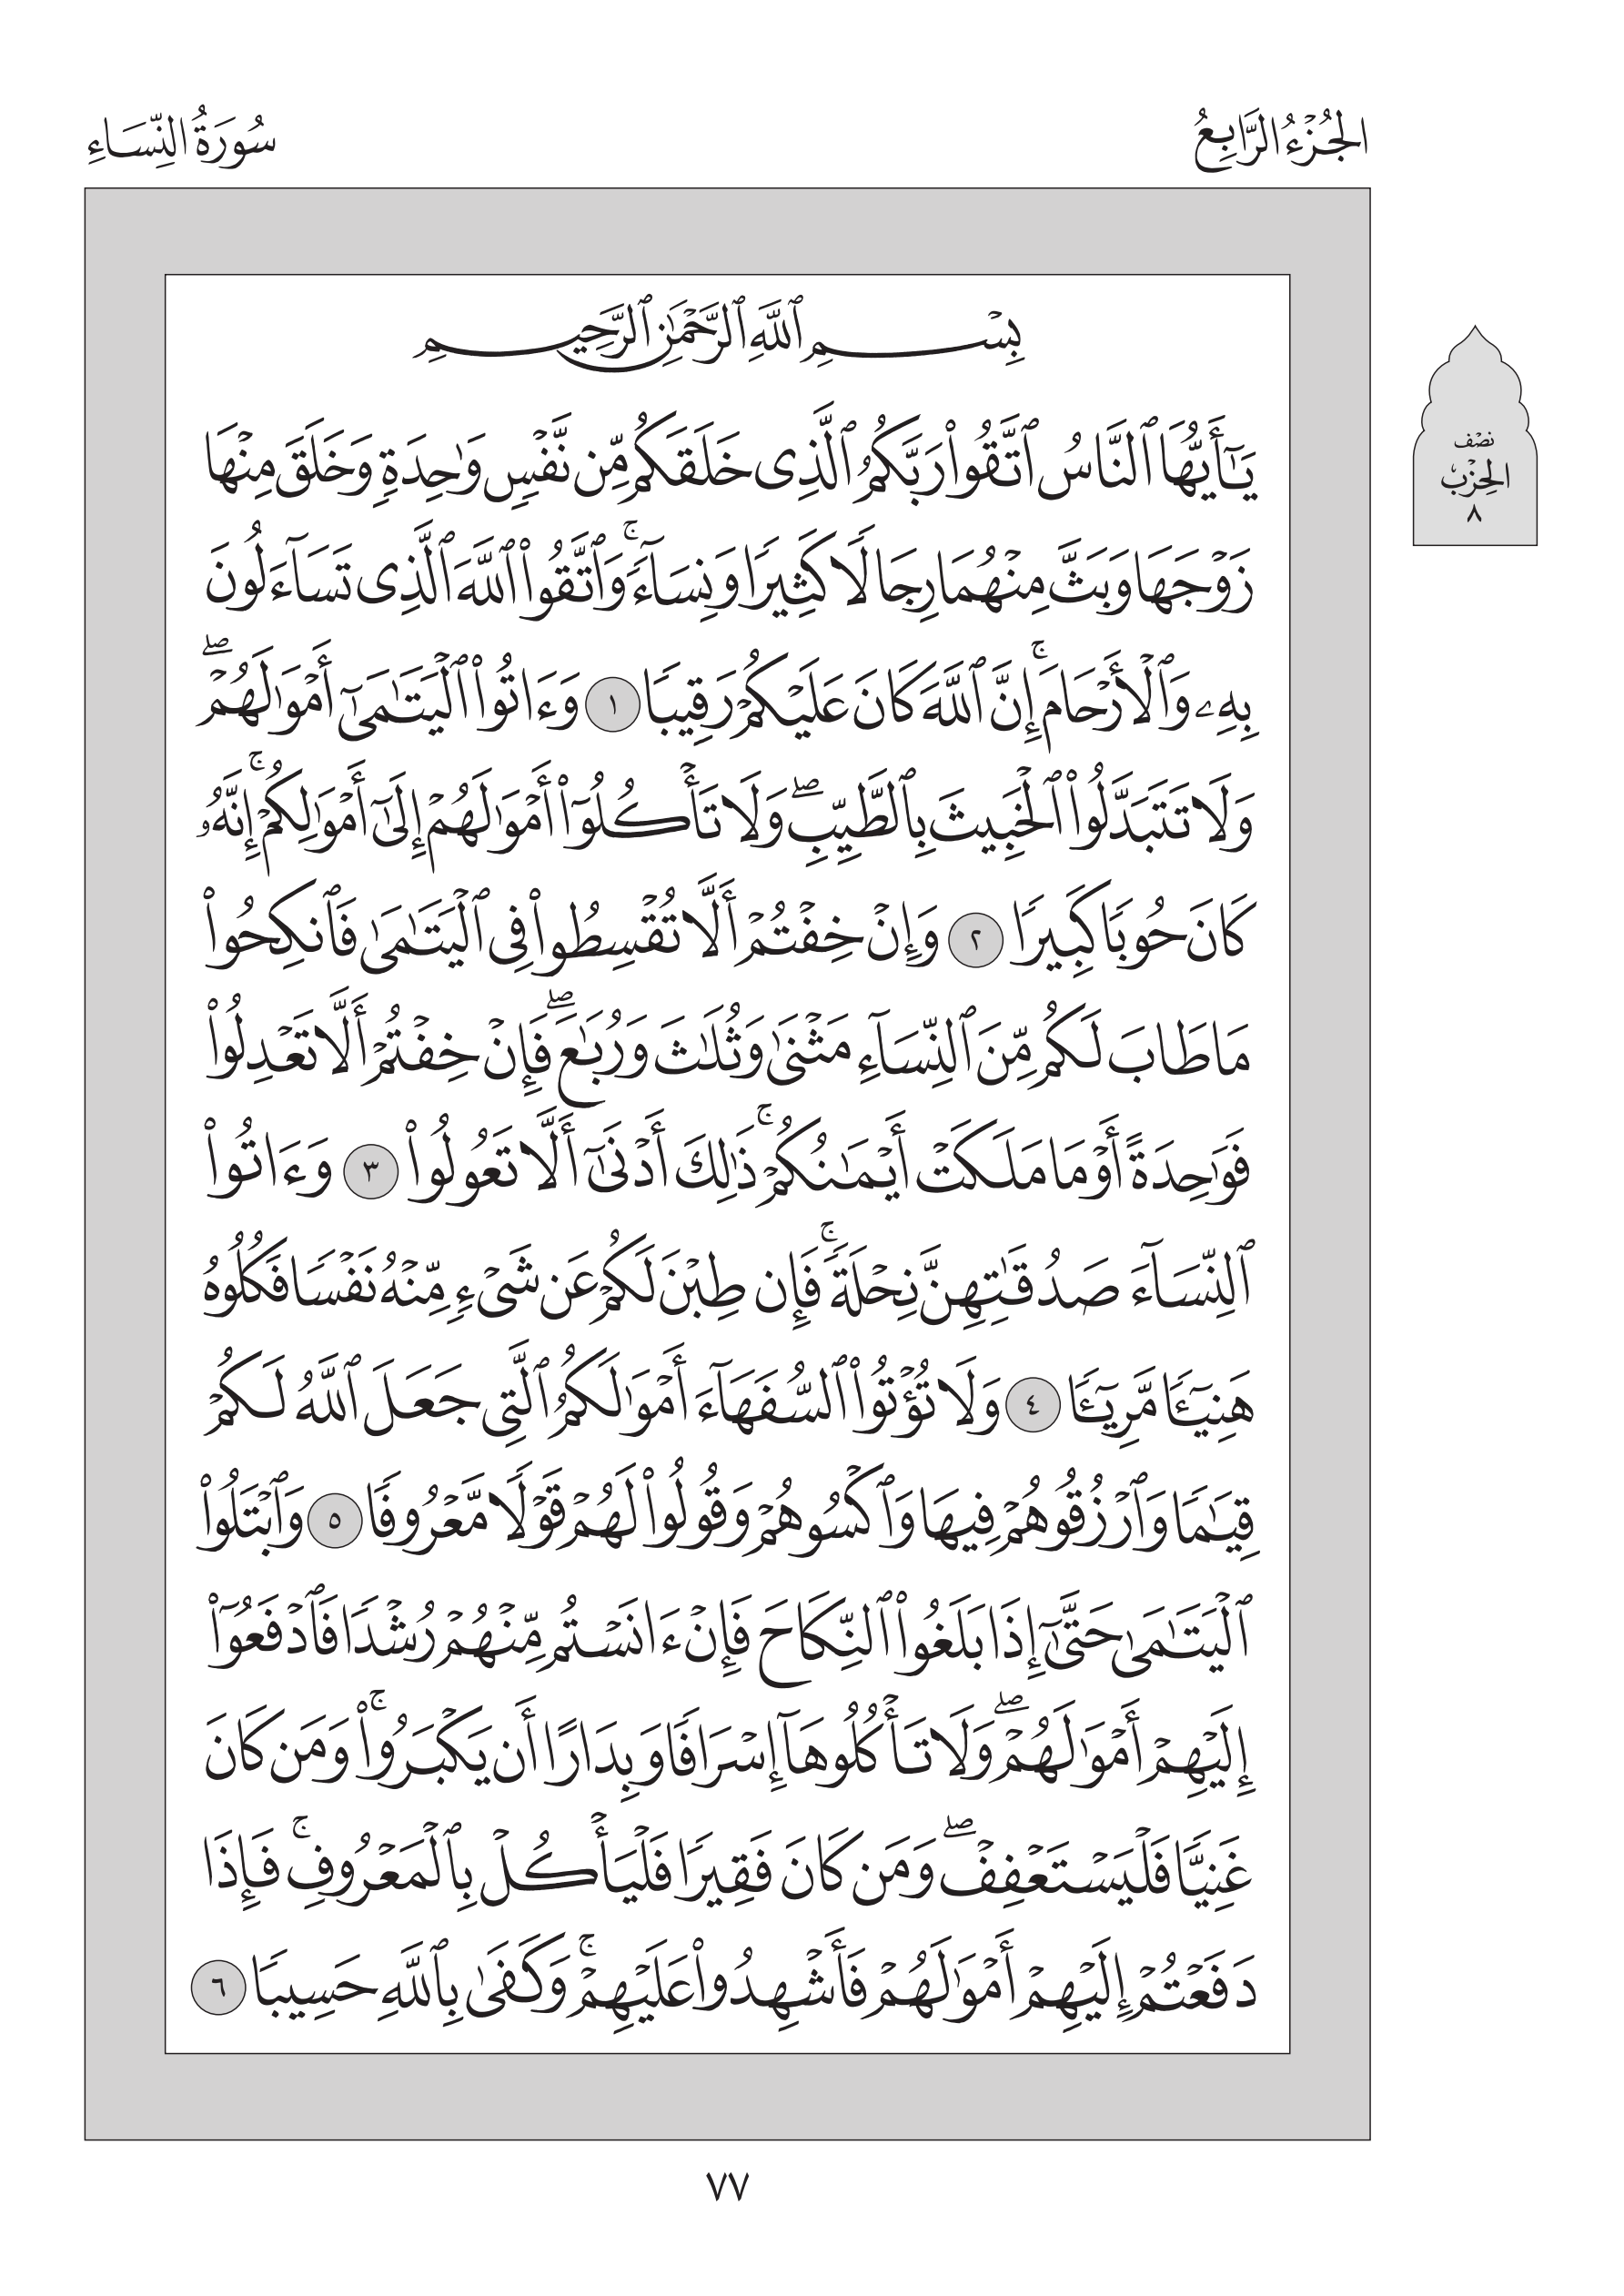 الجُزْءُ الرَّابِعُ
سُورَةُ النِّسَاءِ
بِسْمِ ٱللَّهِ ٱلرَّحْمَٰنِ ٱلرَّحِيمِ
يَٰٓأَيُّهَا ٱلنَّاسُ ٱتَّقُوا۟ رَبَّكُمُ ٱلَّذِى خَلَقَكُم مِّن نَّفْسٍ وَٰحِدَةٍ وَخَلَقَ مِنْهَا
زَوْجَهَا وَبَثَّ مِنْهُمَا رِجَالًا كَثِيرًا وَنِسَآءً ۚ وَٱتَّقُوا۟ ٱللَّهَ ٱلَّذِى تَسَآءَلُونَ
بِهِۦ وَٱلْأَرْحَامَ ۚ إِنَّ ٱللَّهَ كَانَ عَلَيْكُمْ رَقِيبًا ١ وَءَاتُوا۟ ٱلْيَتَٰمَىٰٓ أَمْوَٰلَهُمْ ۖ
وَلَا تَتَبَدَّلُوا۟ ٱلْخَبِيثَ بِٱلطَّيِّبِ ۖ وَلَا تَأْكُلُوٓا۟ أَمْوَٰلَهُمْ إِلَىٰٓ أَمْوَٰلِكُمْ ۚ إِنَّهُۥ
كَانَ حُوبًا كَبِيرًا ٢ وَإِنْ خِفْتُمْ أَلَّا تُقْسِطُوا۟ فِى ٱلْيَتَٰمَىٰ فَٱنكِحُوا۟
مَا طَابَ لَكُم مِّنَ ٱلنِّسَآءِ مَثْنَىٰ وَثُلَٰثَ وَرُبَٰعَ ۖ فَإِنْ خِفْتُمْ أَلَّا تَعْدِلُوا۟
فَوَٰحِدَةً أَوْ مَا مَلَكَتْ أَيْمَٰنُكُمْ ۚ ذَٰلِكَ أَدْنَىٰٓ أَلَّا تَعُولُوا۟ ٣ وَءَاتُوا۟
ٱلنِّسَآءَ صَدُقَٰتِهِنَّ نِحْلَةً ۚ فَإِن طِبْنَ لَكُمْ عَن شَىْءٍ مِّنْهُ نَفْسًا فَكُلُوهُ
هَنِيٓـًٔا مَّرِيٓـًٔا ٤ وَلَا تُؤْتُوا۟ ٱلسُّفَهَآءَ أَمْوَٰلَكُمُ ٱلَّتِى جَعَلَ ٱللَّهُ لَكُمْ
قِيَٰمًا وَٱرْزُقُوهُمْ فِيهَا وَٱكْسُوهُمْ وَقُولُوا۟ لَهُمْ قَوْلًا مَّعْرُوفًا ٥ وَٱبْتَلُوا۟
ٱلْيَتَٰمَىٰ حَتَّىٰٓ إِذَا بَلَغُوا۟ ٱلنِّكَاحَ فَإِنْ ءَانَسْتُم مِّنْهُمْ رُشْدًا فَٱدْفَعُوٓا۟
إِلَيْهِمْ أَمْوَٰلَهُمْ ۖ وَلَا تَأْكُلُوهَآ إِسْرَافًا وَبِدَارًا أَن يَكْبَرُوا۟ ۚ وَمَن كَانَ
غَنِيًّا فَلْيَسْتَعْفِفْ ۖ وَمَن كَانَ فَقِيرًا فَلْيَأْكُلْ بِٱلْمَعْرُوفِ ۚ فَإِذَا
دَفَعْتُمْ إِلَيْهِمْ أَمْوَٰلَهُمْ فَأَشْهِدُوا۟ عَلَيْهِمْ ۚ وَكَفَىٰ بِٱللَّهِ حَسِيبًا ٦
نصْف
الحِزْب
٨
٧٧